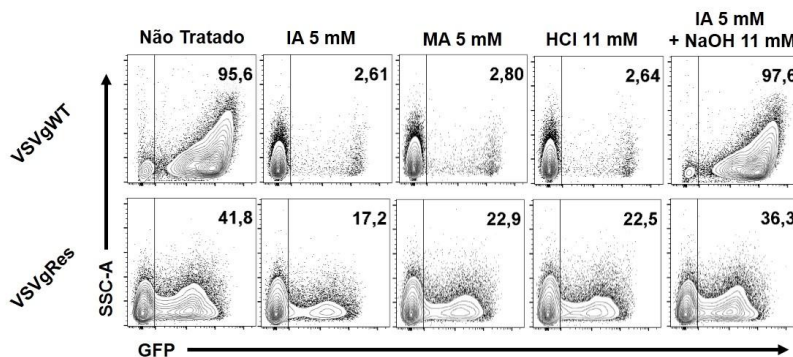 Não Tratado
IA 5 mM
MA 5 mM
HCl 11 mM
IA 5 mM
+ NaOH 11 mM
VSVgWT
95,6
2,61
2,80
2,64
97,6
VSVgRes
41,8
17,2
22,9
22,5
36,3
SSC-A
GFP